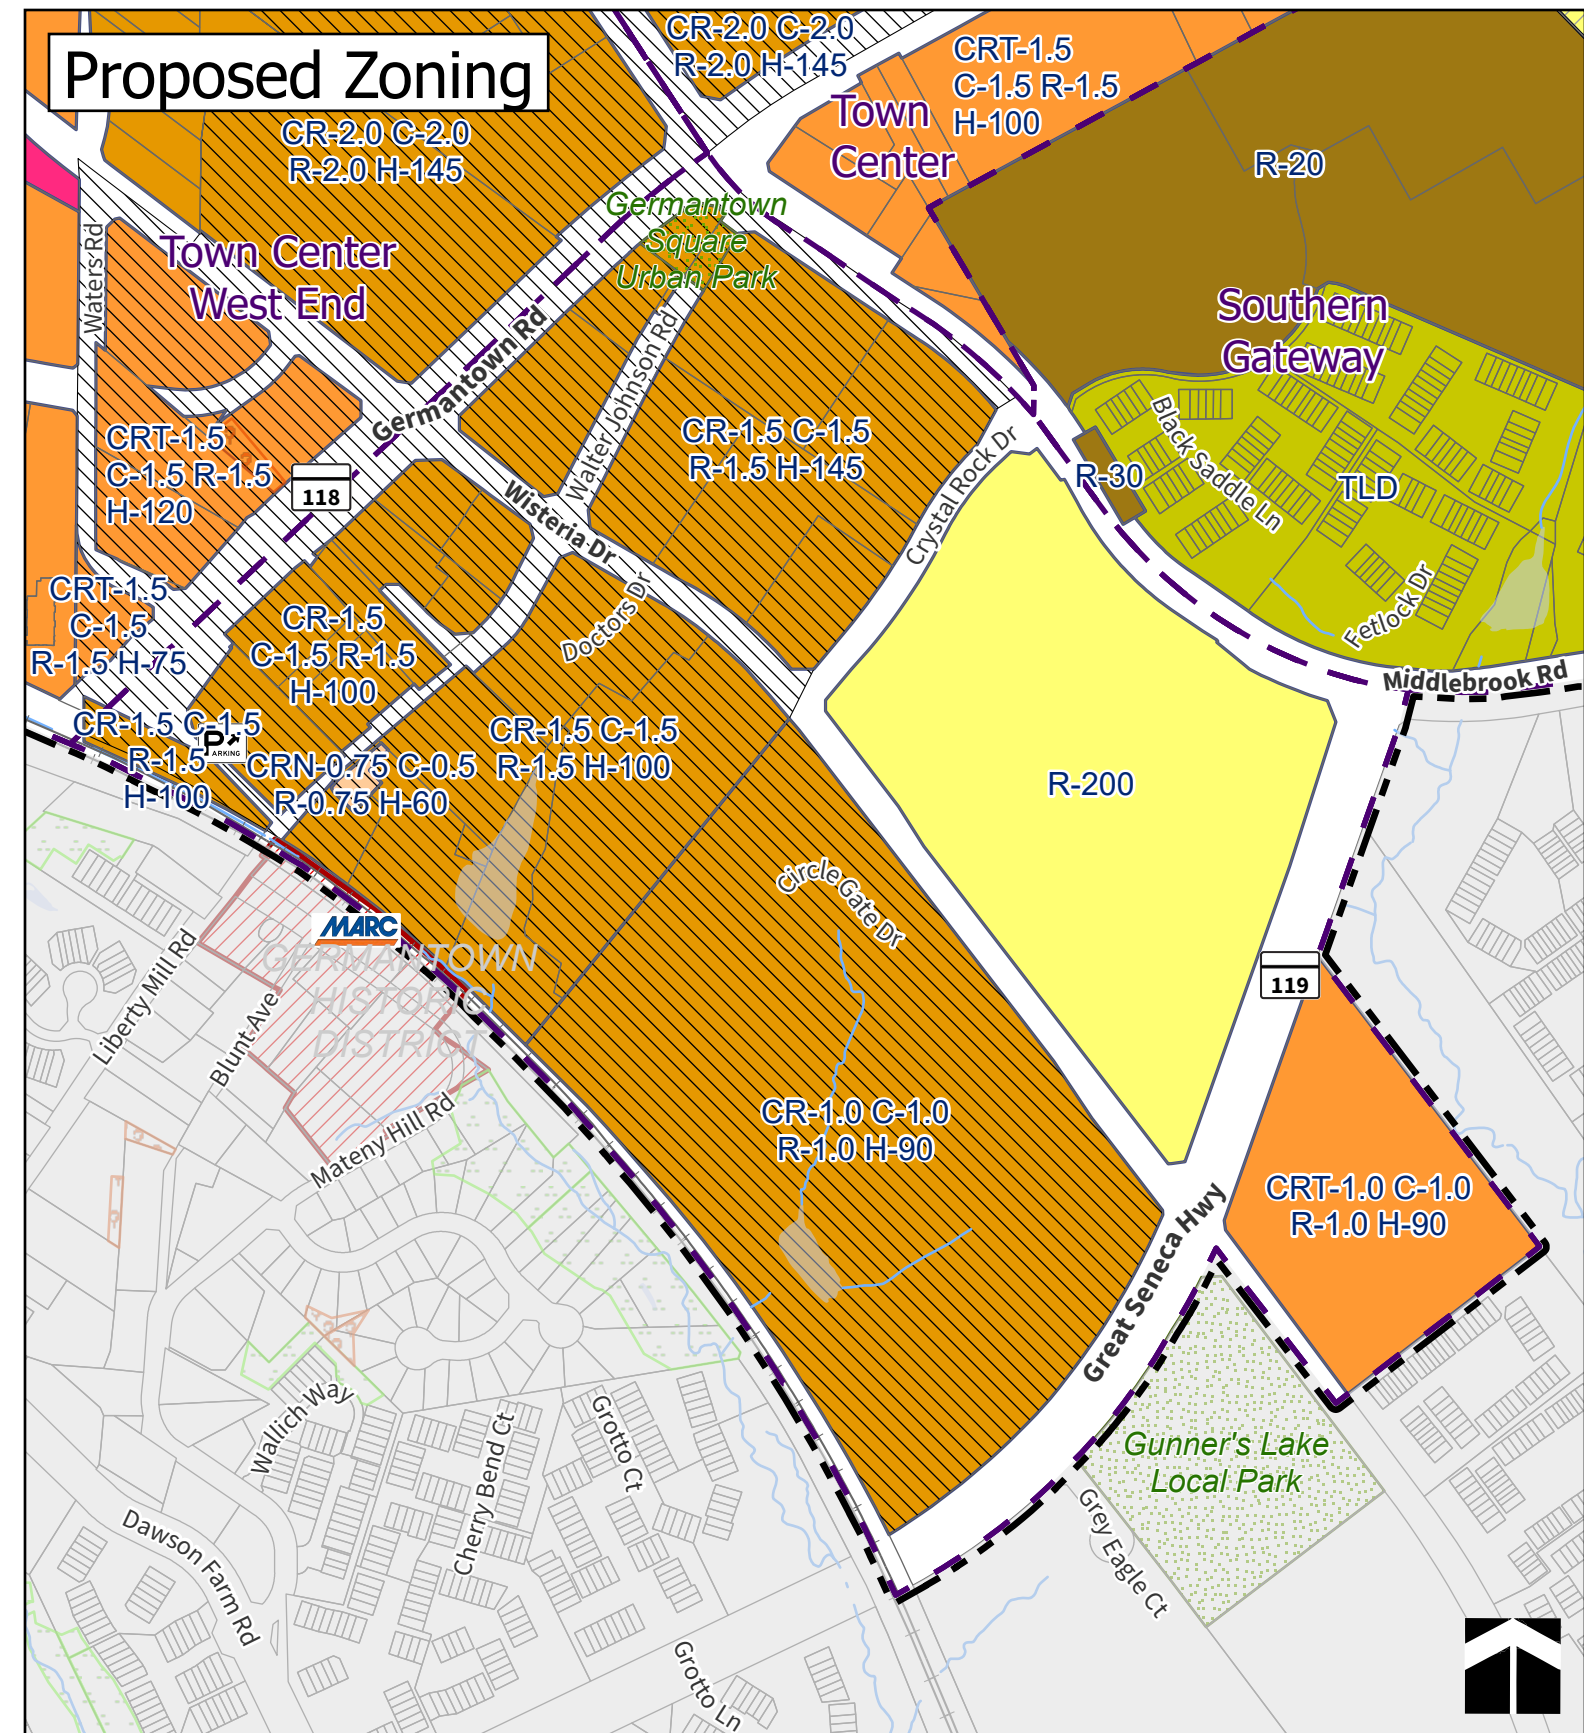 Proposed Zoning
CR-2.0 C-2.0
R-2.0 H-145
CRT-1.5
C-1.5 R-1.5
H-100
Town
Center
CR-2.0 C-2.0
R-2.0 H-145
R-20
Germantown
Square
Urban Park
Waters Rd
Town Center
West End
Southern
Gateway
Germantown Rd
Walter Johnson Rd
CRT-1.5
C-1.5 R-1.5
H-120
118
CR-1.5 C-1.5
R-1.5 H-145
Crystal Rock Dr
R-30
Black Saddle Ln
TLD
Wisteria Dr
Doctors Dr
Fetlock Dr
Middlebrook Rd
CRT-1.5
C-1.5
R-1.5 H-75
CR-1.5
C-1.5 R-1.5
H-100
CR-1.5 C-1.5
R-1.5
H-100
P
ARKING
CRN-0.75 C-0.5
R-0.75 H-60
CR-1.5 C-1.5
R-1.5 H-100
R-200
Circle Gate Dr
MARC
GERMANTOWN
HISTORIC
DISTRICT
Liberty Mill Rd
Blunt Ave
Mateny Hill Rd
119
CR-1.0 C-1.0
R-1.0 H-90
CRT-1.0 C-1.0
R-1.0 H-90
Great Seneca Hwy
Gunner's Lake
Local Park
Wallich Way
Cherry Bend Ct
Grotto Ct
Grey Eagle Ct
Dawson Farm Rd
Grotto Ln